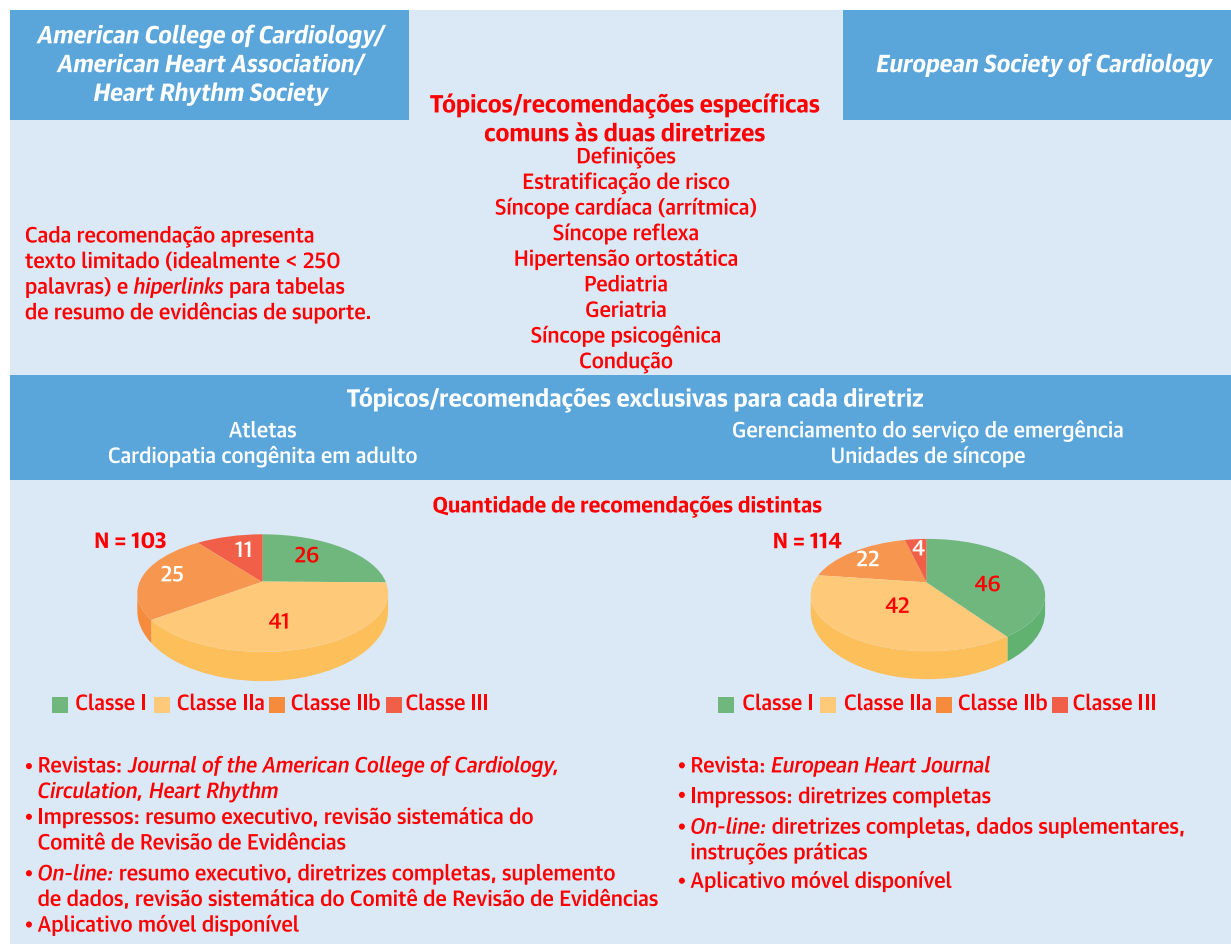 American College of Cardiology/
American Heart Association/
Heart Rhythm Society
European Society of Cardiology
Tópicos/recomendações específicas
comuns às duas diretrizes
Definições
Estratificação de risco
Síncope cardíaca (arrítmica)
Síncope reflexa
Hipertensão ortostática
Pediatria
Geriatria
Síncope psicogênica
Condução
Cada recomendação apresenta
texto limitado (idealmente < 250
palavras) e hiperlinks para tabelas
de resumo de evidências de suporte.
Tópicos/recomendações exclusivas para cada diretriz
Atletas
Cardiopatia congênita em adulto
Gerenciamento do serviço de emergência
Unidades de síncope
Quantidade de recomendações distintas
N = 103
11
26
25
41
Classe I Classe IIa Classe IIb Classe III
N = 114
4
22
46
42
Classe I Classe IIa Classe IIb Classe III
• Revistas: Journal of the American College of Cardiology,
Circulation, Heart Rhythm
• Impressos: resumo executivo, revisão sistemática do
Comitê de Revisão de Evidências
• On-line: resumo executivo, diretrizes completas, suplemento
de dados, revisão sistemática do Comitê de Revisão de Evidências
• Aplicativo móvel disponível
• Revista: European Heart Journal
• Impressos: diretrizes completas
• On-line: diretrizes completas, dados suplementares,
instruções práticas
• Aplicativo móvel disponível